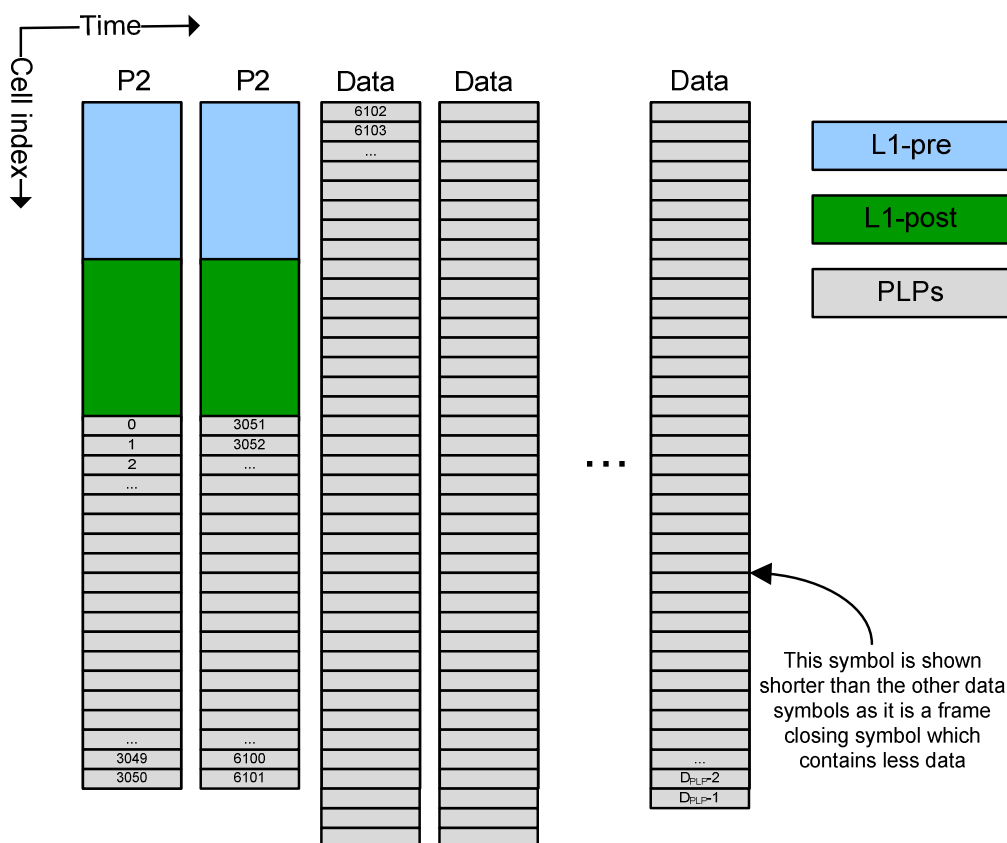 Time
Cell index
P2
P2
Data
Data
Data
6102
6103
...
L1-pre
L1-post
PLPs
0
1
2
...
3051
3052
...
...
...
3049
3050
...
6100
6101
...
DPLP-2
DPLP-1
This symbol is shown
shorter than the other data
symbols as it is a frame
closing symbol which
contains less data